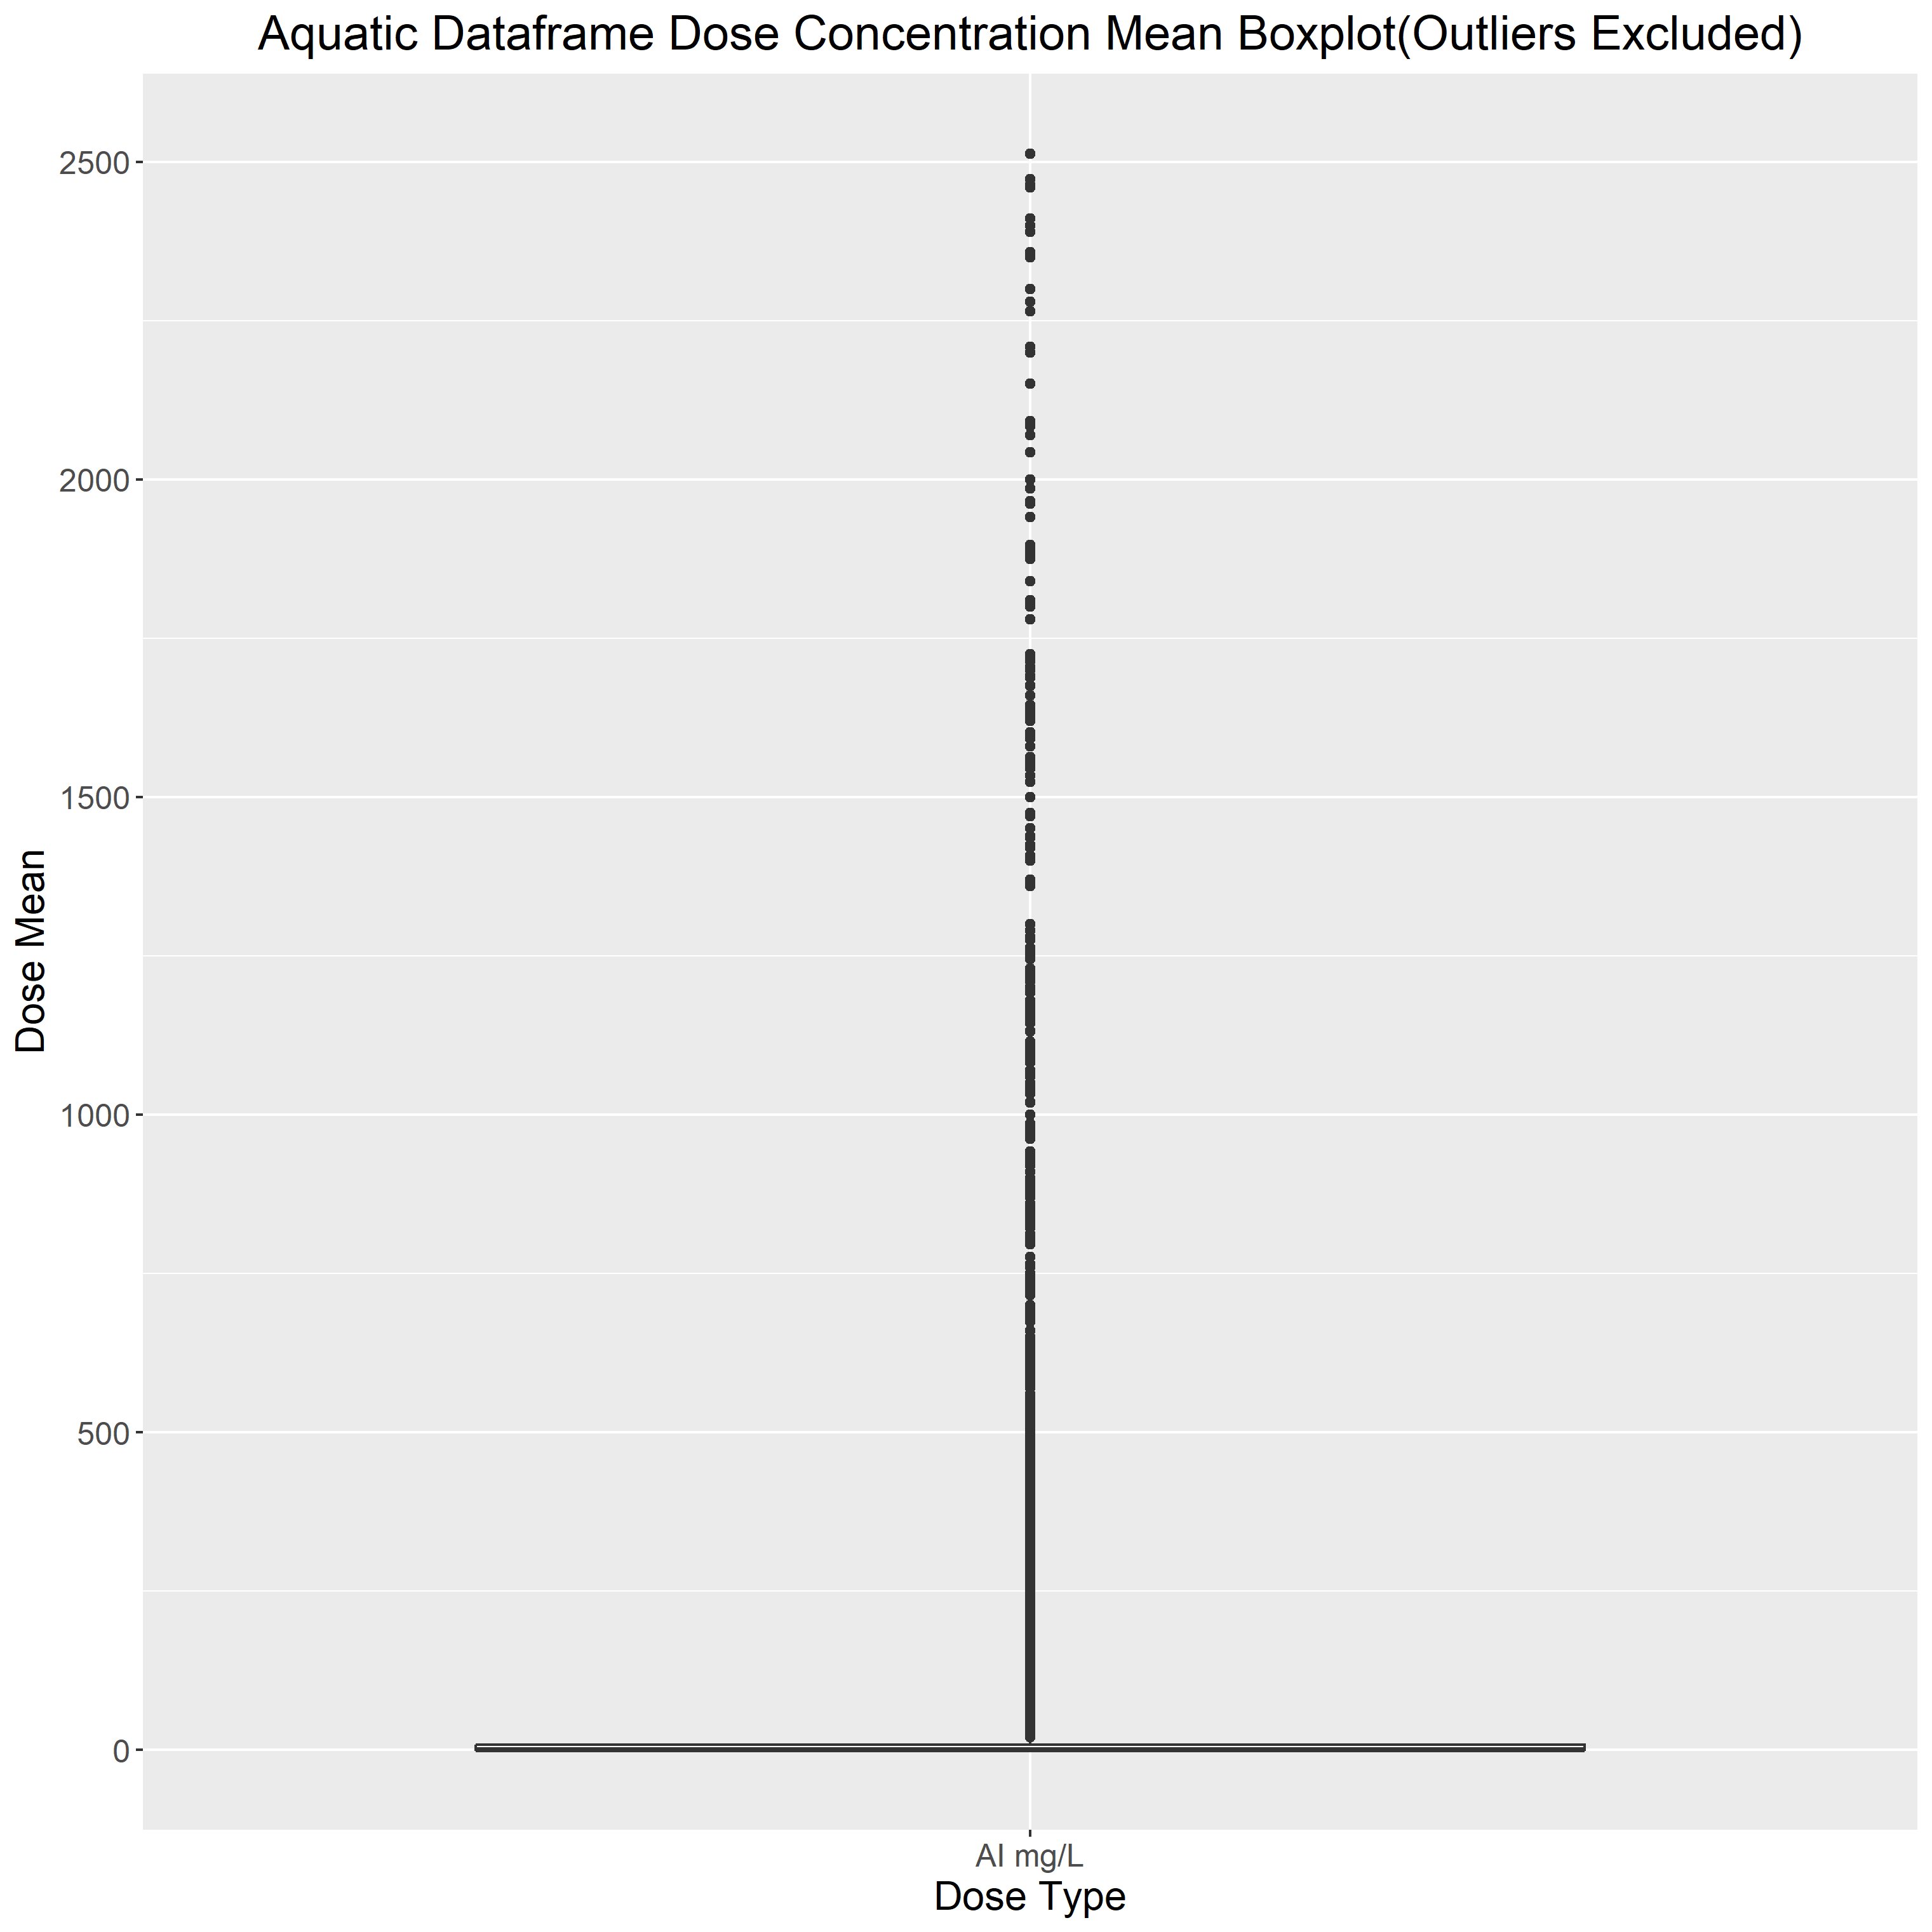 Aquatic Dataframe Dose Concentration Mean Boxplot(Outliers Excluded)
Dose Mean
2500
2000
1500
1000
500
0
AI mg/L
Dose Type